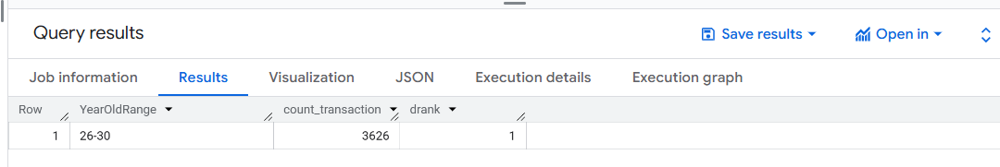 Query results Save results Open in
Job information Results Visualization JSON Execution details Execution graph
Row YearOldRange count_transaction drank
1 26-30 3626 1